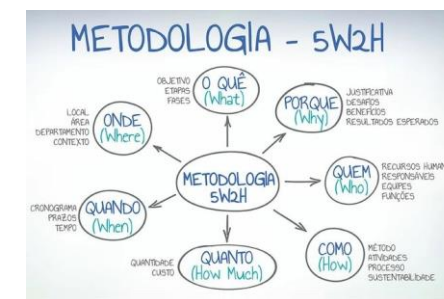 METODOLOGIA - 5W2H
OBJETIVO
ETAPAS
FASES
O QUÊ
(What)
PORQUE
(Why)
JUSTIFICATIVA
DESAFIOS
BENEFÍCIOS
RESULTADOS ESPERADOS
LOCAL
ÁREA
DEPARTAMENTO
CONTEXTO
ONDE
(Where)
METODOLOGIA
5W2H
QUEM
(Who)
RECURSOS HUMAN
RESPONSÁVEIS
EQUIPES
FUNÇÕES
CRONOGRAMA
PRAZOS
TEMPO
QUANDO
(When)
QUANTIDADE
CUSTO
QUANTO
(How Much)
COMO
(How)
MÉTODO
ATIVIDADES
PROCESSO
SUSTENTABILIDADE